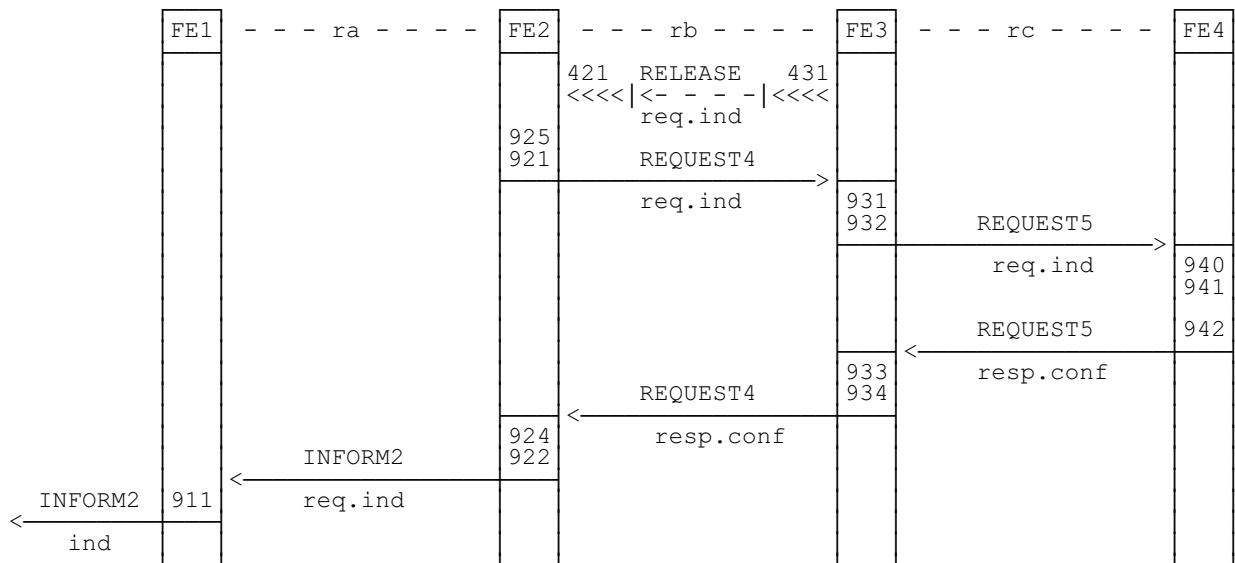 FE1 - - - ra - - - - FE2 - - - rb - - - - FE3 - - - rc - - - - FE4
421 RELEASE 431
<<<<|<- - - -|<<<<
req.ind
925
921 REQUEST4
req.ind 931
932 REQUEST5
req.ind 940
941
REQUEST5 942
933 resp.conf
REQUEST4 934
924 resp.conf
INFORM2 922
INFORM2 911 req.ind
ind